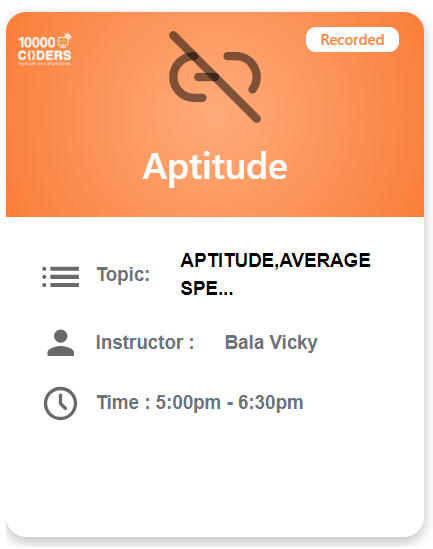 10000
CODERS
Recorded
Aptitude
Topic:
APTITUDE,AVERAGE
SPE...
Instructor :
Bala Vicky
Time : 5:00pm - 6:30pm